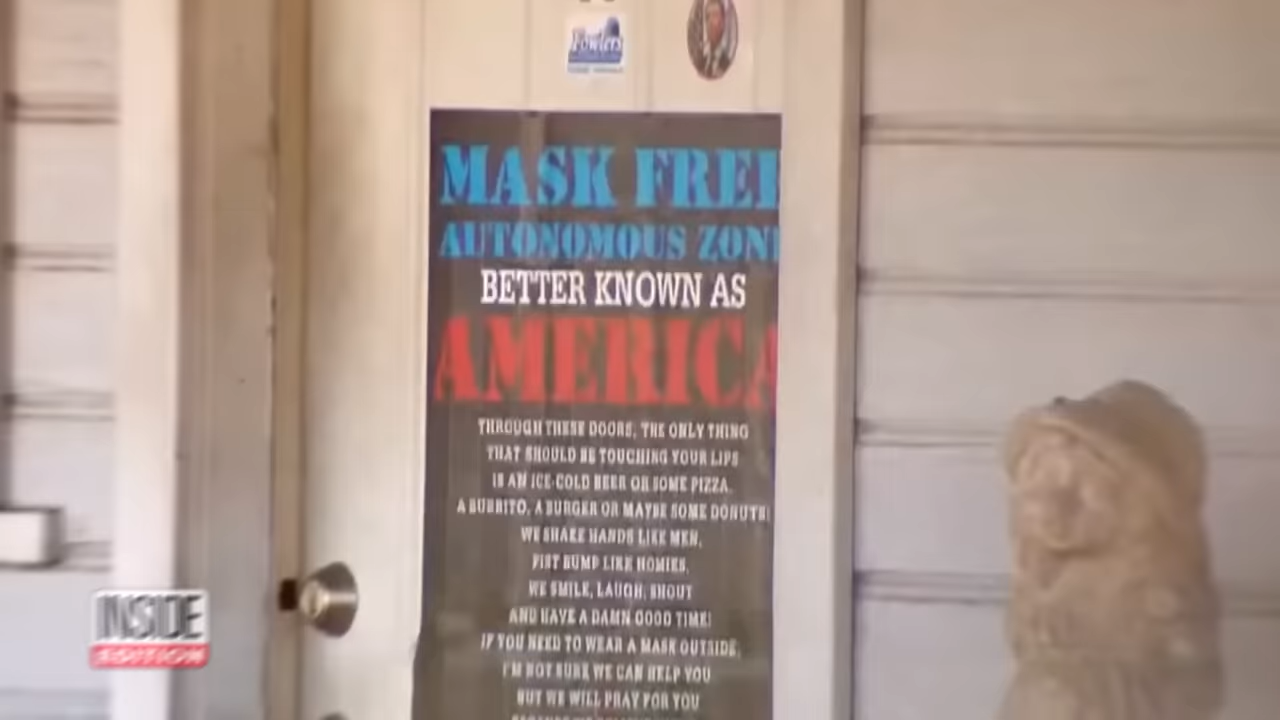 Fowlers
MASK FREE
AUTONOMOUS ZONE
BETTER KNOWN AS
AMERICA
THROUGH THESE DOORS, THE ONLY THING
THAT SHOULD BE TOUCHING YOUR LIPS
IS AN ICE-COLD BEER OR SOME PIZZA,
A BURRITO, A BURGER OR MAYBE SOME DONUTS!
WE SHAKE HANDS LIKE MEN,
FIST BUMP LIKE HOMIES,
WE SMILE, LAUGH, SHOUT
AND HAVE A DAMN GOOD TIME!
IF YOU NEED TO WEAR A MASK OUTSIDE,
I'M NOT SURE WE CAN HELP YOU
BUT WE WILL PRAY FOR YOU
INSIDE
EDITION